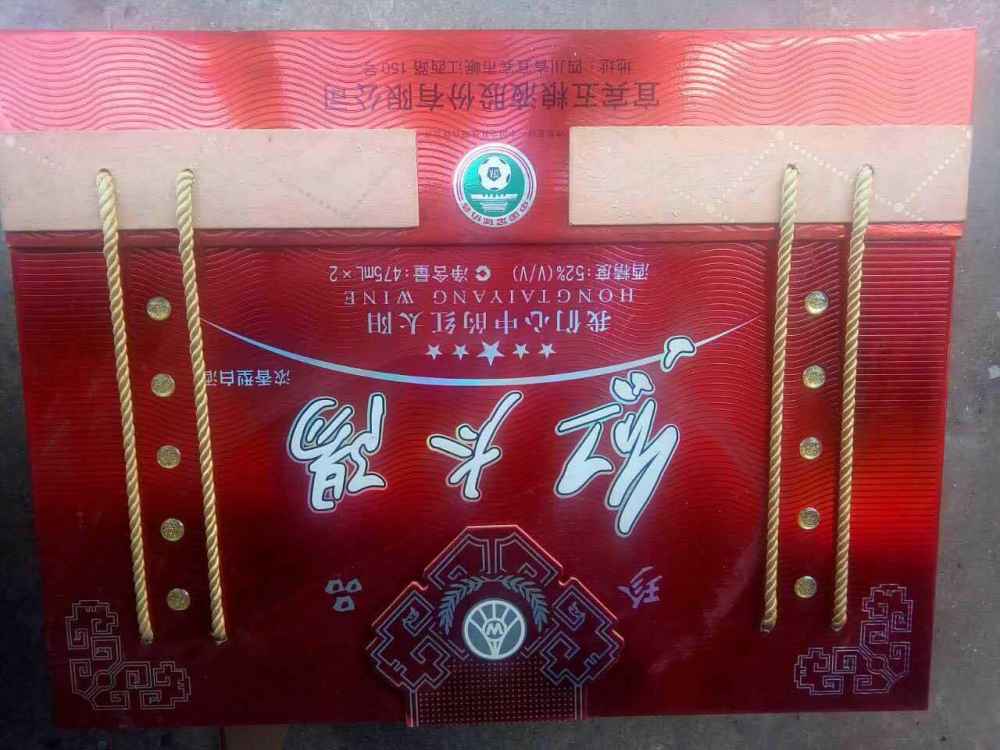 珍 品
红太阳
浓香型白酒
我们心中的红太阳
HONGTAIYANG WINE
酒精度:52%(V/V) 净含量:475mL×2
宜宾五粮液股份有限公司
地址:四川省宜宾市岷江西路150号